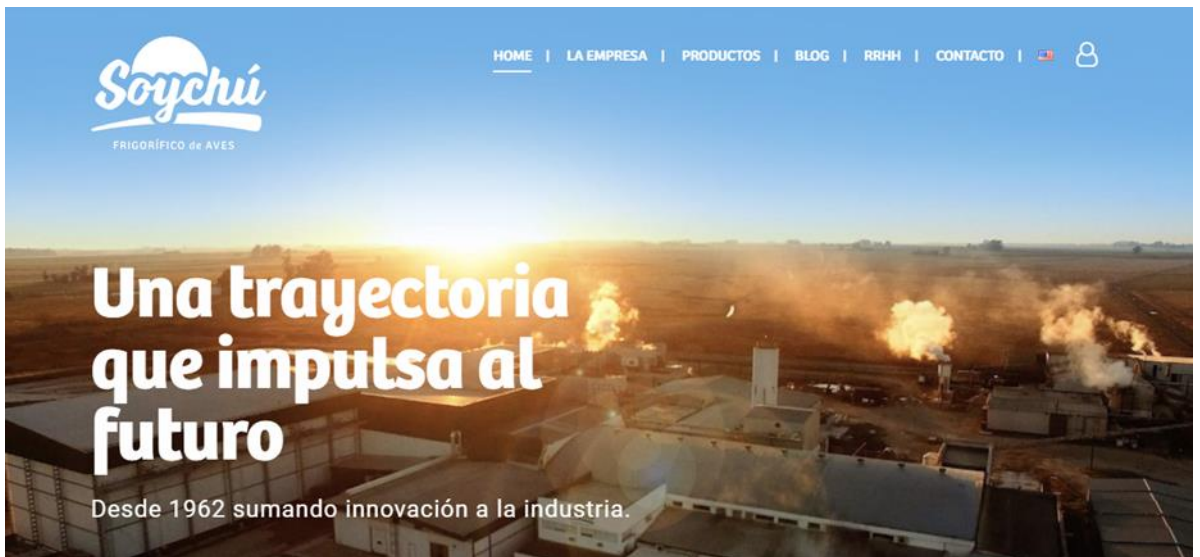 Soychú
FRIGORÍFICO de AVES
HOME | LA EMPRESA | PRODUCTOS | BLOG | RRHH | CONTACTO |
Una trayectoria
que impulsa al
futuro
Desde 1962 sumando innovación a la industria.